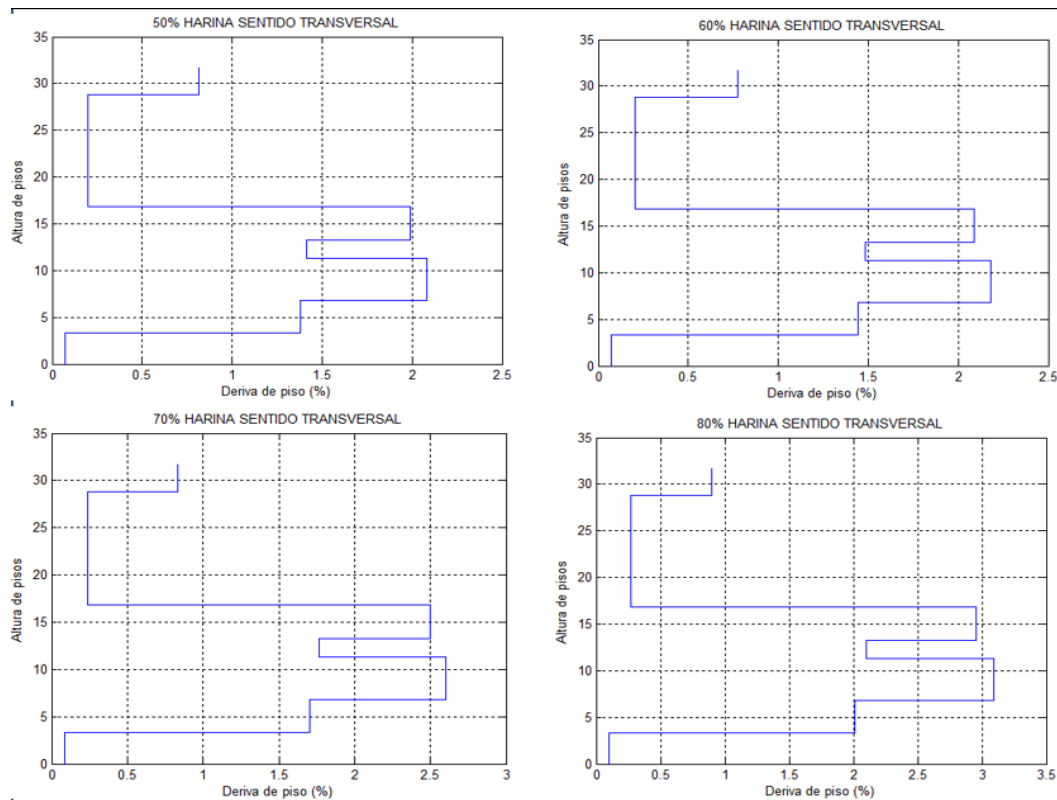 50% HARINA SENTIDO TRANSVERSAL
35
30
25
20
15
10
5
0
Altura de pisos
0 0.5 1 1.5 2 2.5
Deriva de piso (%)
60% HARINA SENTIDO TRANSVERSAL
35
30
25
20
15
10
5
0
Altura de pisos
0 0.5 1 1.5 2 2.5
Deriva de piso (%)
70% HARINA SENTIDO TRANSVERSAL
35
30
25
20
15
10
5
0
Altura de pisos
0 0.5 1 1.5 2 2.5 3
Deriva de piso (%)
80% HARINA SENTIDO TRANSVERSAL
35
30
25
20
15
10
5
0
Altura de pisos
0 0.5 1 1.5 2 2.5 3 3.5
Deriva de piso (%)